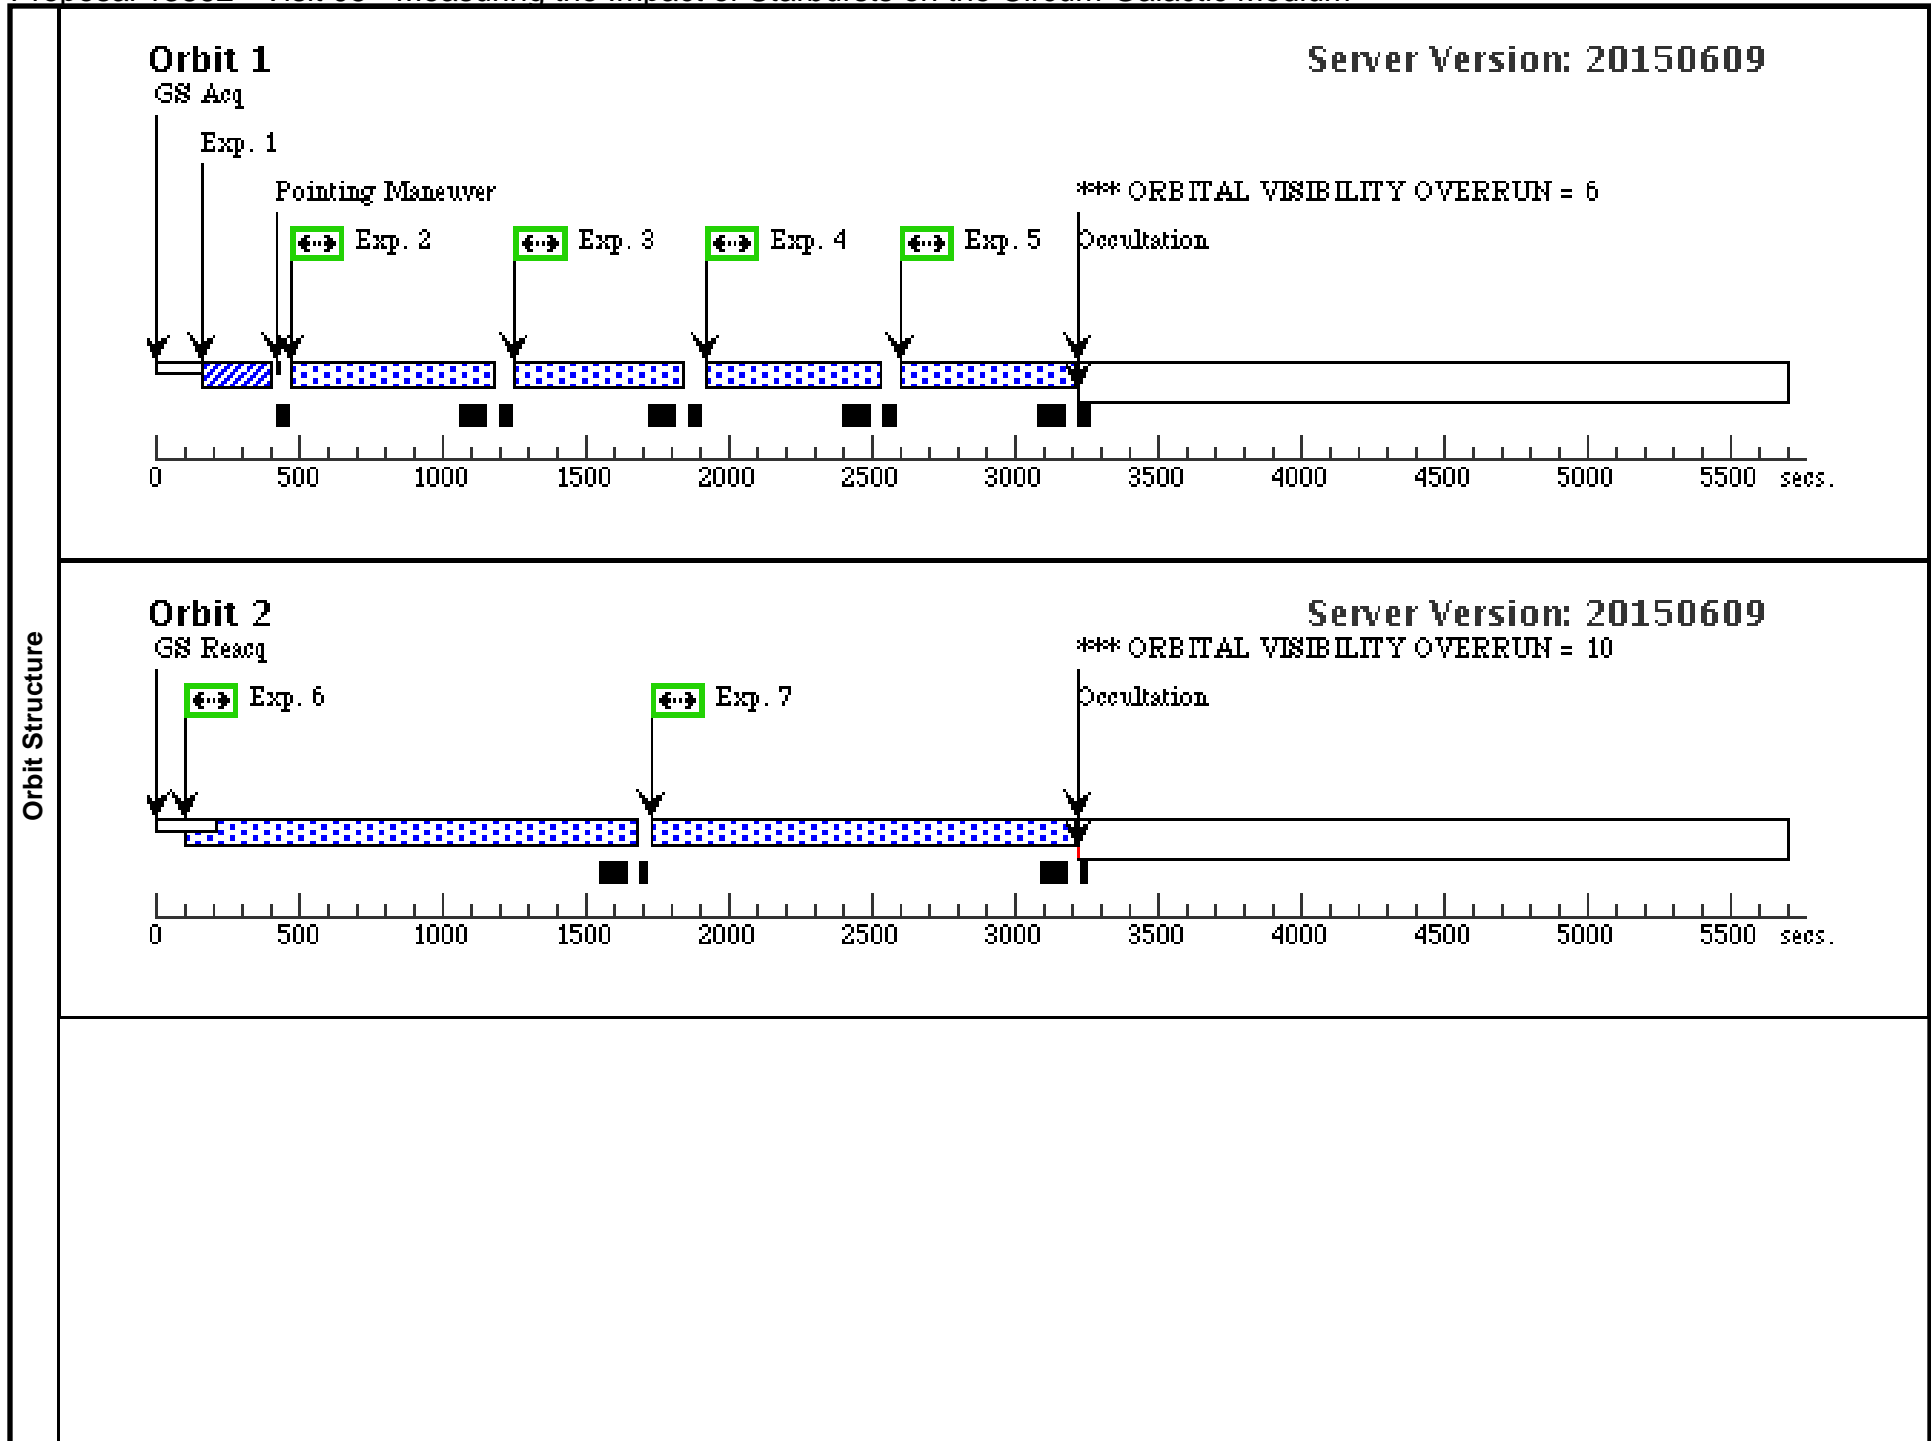 Orbit Structure
Orbit 1
Server Version: 20150609
GS Acq
Exp. 1
Pointing Maneuver
*** ORBITAL VISIBILITY OVERRUN = 6
Exp. 2
Exp. 3
Exp. 4
Exp. 5
Occultation
0 500 1000 1500 2000 2500 3000 3500 4000 4500 5000 5500 secs.
Orbit 2
Server Version: 20150609
GS Reacq
*** ORBITAL VISIBILITY OVERRUN = 10
Exp. 6
Exp. 7
Occultation
0 500 1000 1500 2000 2500 3000 3500 4000 4500 5000 5500 secs.